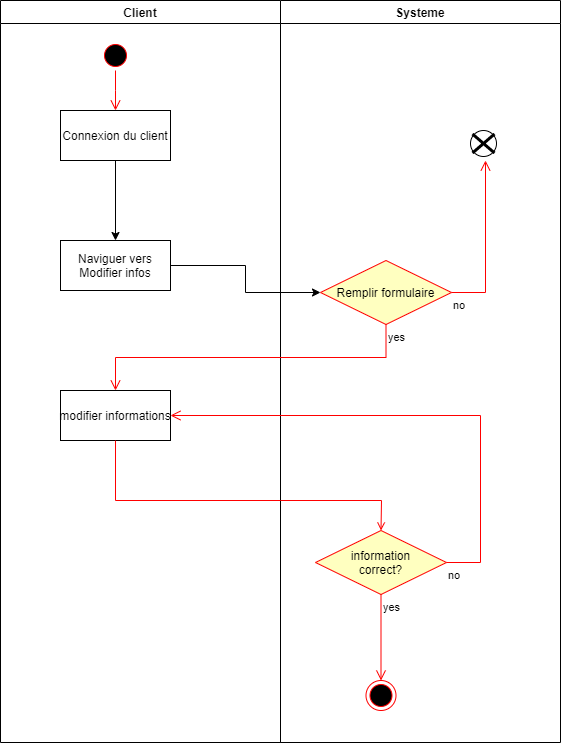 Client
Systeme
Connexion du client
Naviguer vers
Modifier infos
Remplir formulaire
no
yes
modifier informations
information
correct?
no
yes